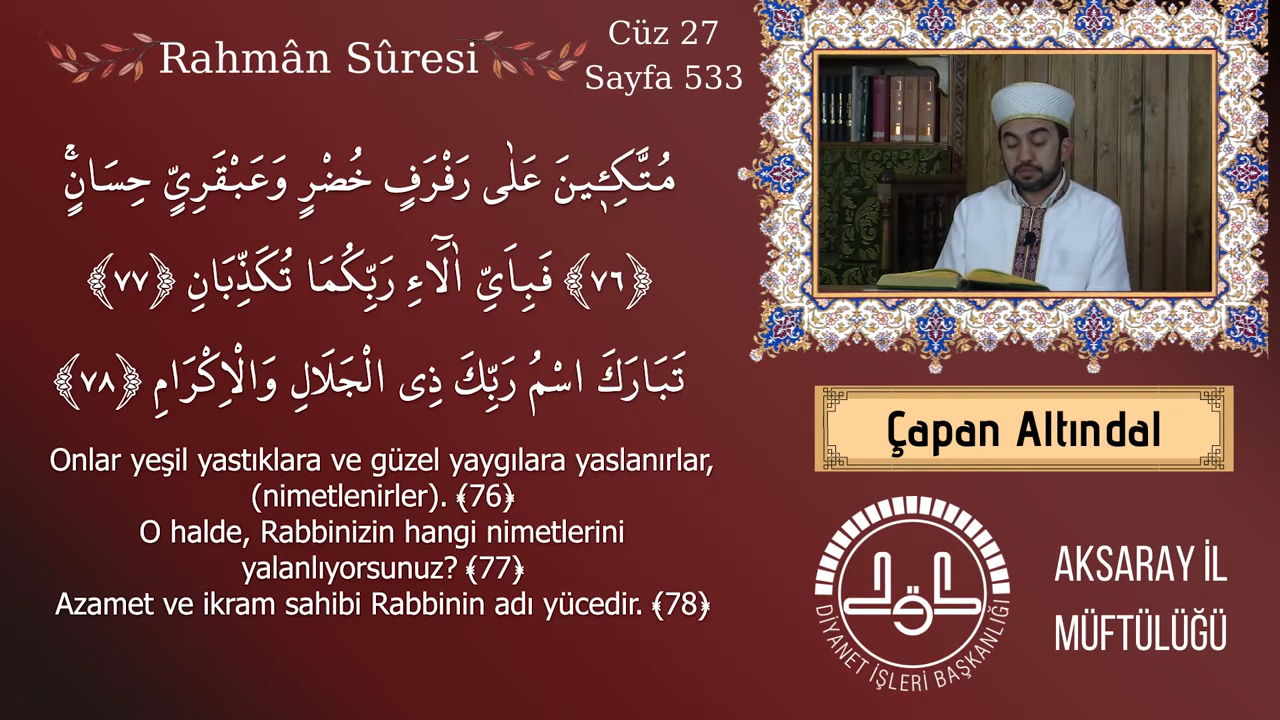 Rahmân Sûresi
Cüz 27
Sayfa 533
مُتَّكِـ۪ٔينَ عَلٰى رَفْرَفٍ خُضْرٍ وَعَبْقَرِيٍّ حِسَانٍۚ
﴿٧٦﴾ فَبِاَيِّ اٰلَٓاءِ رَبِّكُمَا تُكَذِّبَانِ ﴿٧٧﴾
تَبَارَكَ اسْمُ رَبِّكَ ذِى الْجَلَالِ وَالْاِكْرَامِ ﴿٧٨﴾
Onlar yeşil yastıklara ve güzel yaygılara yaslanırlar,
(nimetlenirler). ﴾76﴿
O halde, Rabbinizin hangi nimetlerini
yalanlıyorsunuz? ﴾77﴿
Azamet ve ikram sahibi Rabbinin adı yücedir. ﴾78﴿
Çapan Altındal
DİYANET İŞLERİ BAŞKANLIĞI
AKSARAY İL
MÜFTÜLÜĞÜ